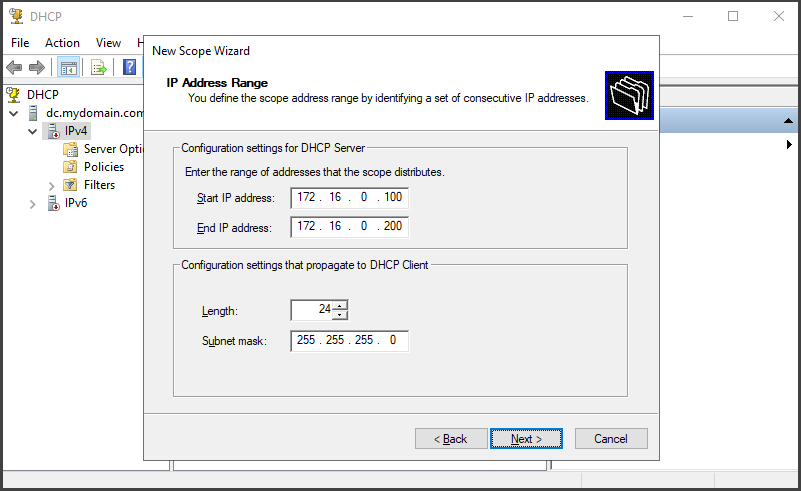 DHCP
File Action View H
DHCP
dc.mydomain.com
IPv4
Server Opti
Policies
Filters
IPv6
New Scope Wizard
IP Address Range
You define the scope address range by identifying a set of consecutive IP addresses.
Configuration settings for DHCP Server
Enter the range of addresses that the scope distributes.
Start IP address: 172 . 16 . 0 . 100
End IP address: 172 . 16 . 0 . 200
Configuration settings that propagate to DHCP Client
Length: 24
Subnet mask: 255 . 255 . 255 . 0
< Back Next > Cancel